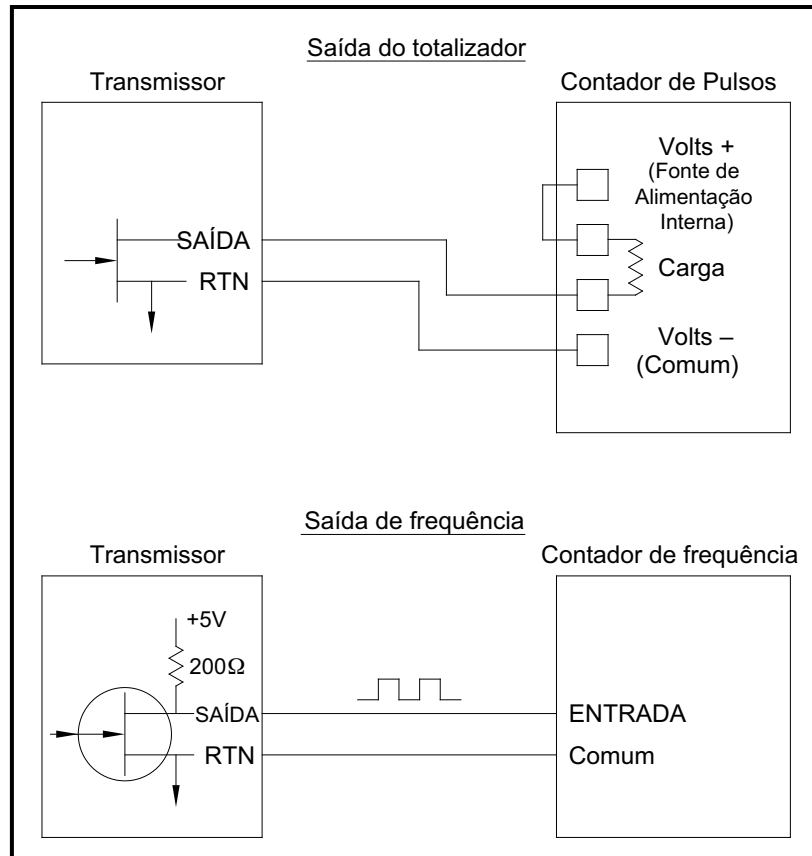 Saída do totalizador
Transmissor
Contador de Pulsos
Volts +
(Fonte de
Alimentação
Interna)
SAÍDA
RTN
Carga
Volts –
(Comum)
Saída de frequência
Transmissor
Contador de frequência
+5V
200Ω
SAÍDA
RTN
ENTRADA
Comum